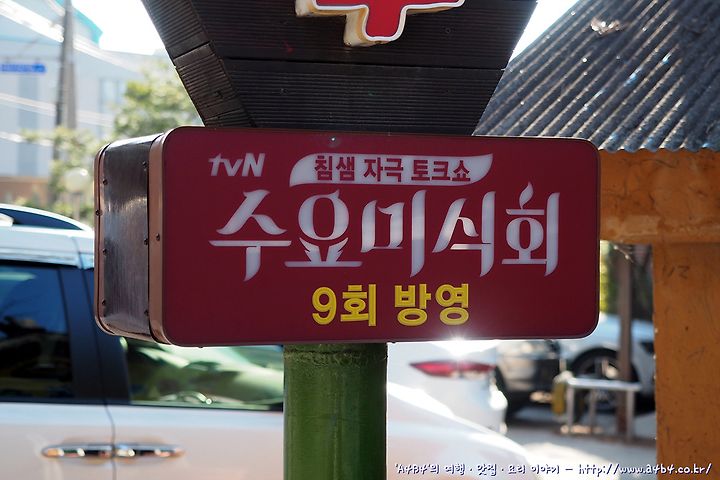 tvN
침샘 자극 토크쇼
수요미식회
9회 방영
'A4B4'의 여행·맛집·요리 이야기 - http://www.a4b4.co.kr/